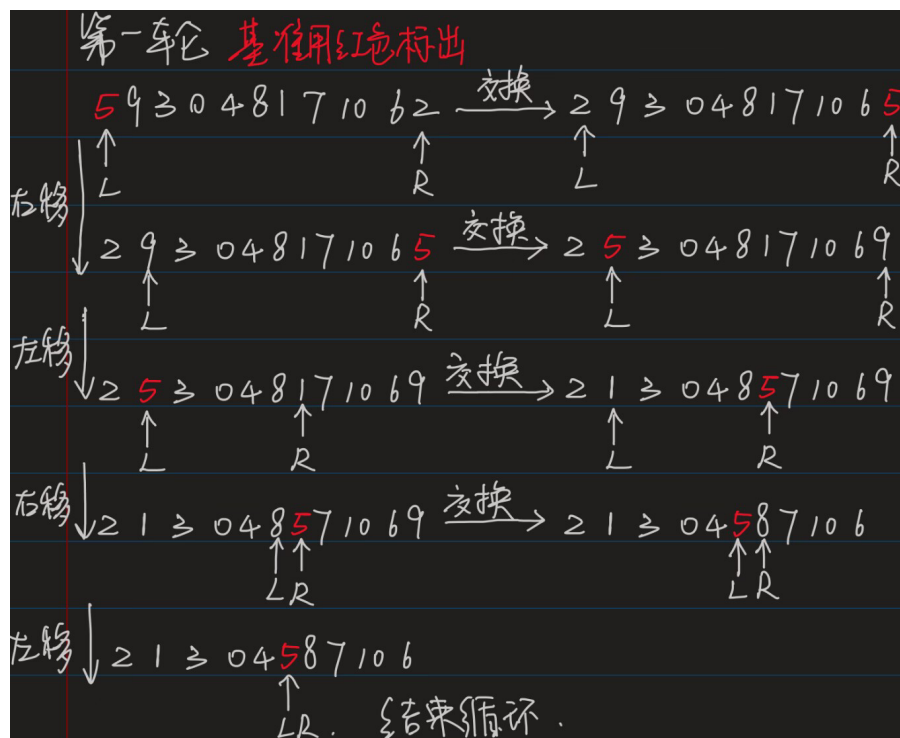 第一轮 基准用红色标出
5 9 3 0 4 8 1 7 10 6 2 交换 2 9 3 0 4 8 1 7 10 6 5
L R L R
右移
2 9 3 0 4 8 1 7 10 6 5 交换 2 5 3 0 4 8 1 7 10 6 9
L R L R
左移
2 5 3 0 4 8 1 7 10 6 9 交换 2 1 3 0 4 8 5 7 10 6 9
L R L R
右移
2 1 3 0 4 8 5 7 10 6 9 交换 2 1 3 0 4 5 8 7 10 6
L R L R
左移
2 1 3 0 4 5 8 7 10 6
LR. 结束循环.